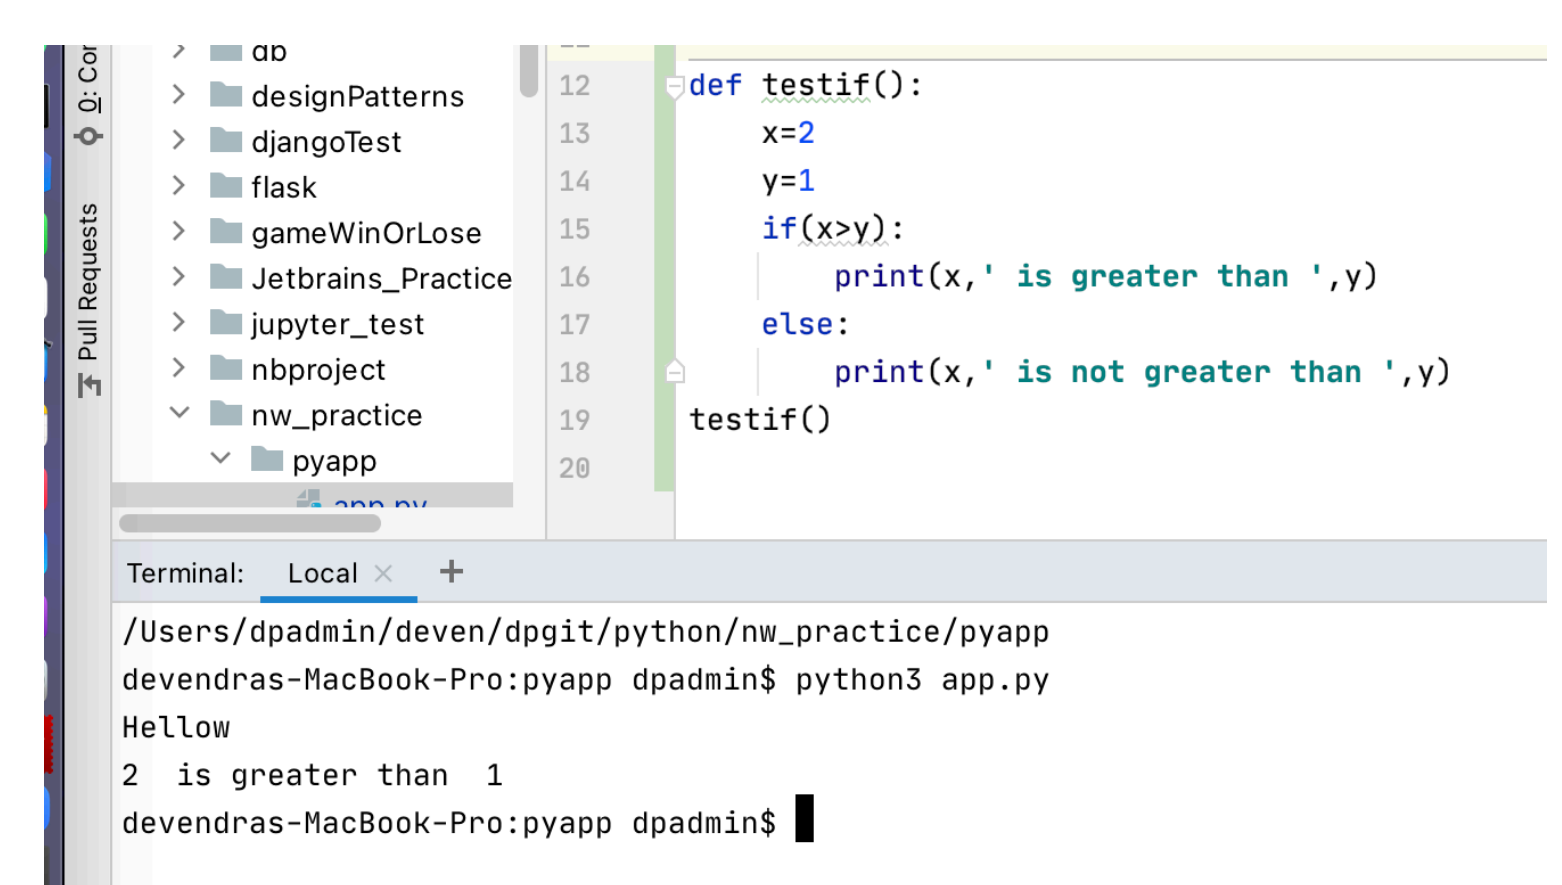 0: Cor
Pull Requests
db
designPatterns
djangoTest
flask
gameWinOrLose
Jetbrains_Practice
jupyter_test
nbproject
nw_practice
pyapp
app.py
12 def testif():
13 x=2
14 y=1
15 if(x>y):
16 print(x,' is greater than ',y)
17 else:
18 print(x,' is not greater than ',y)
19 testif()
20
Terminal: Local × +
/Users/dpadmin/deven/dpgit/python/nw_practice/pyapp
devendras-MacBook-Pro:pyapp dpadmin$ python3 app.py
Hellow
2  is greater than  1
devendras-MacBook-Pro:pyapp dpadmin$